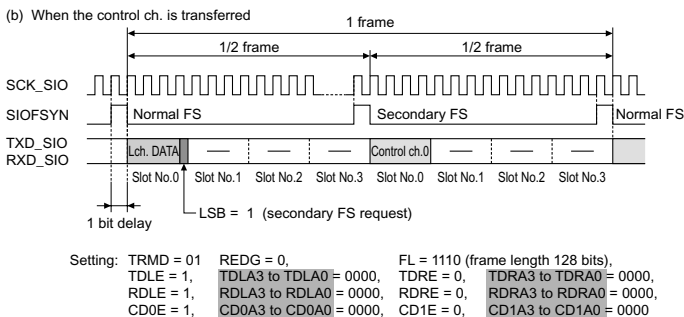 (b) When the control ch. is transferred
1 frame
1/2 frame 1/2 frame
SCK_SIO
SIOFSYN Normal FS Secondary FS Normal FS
TXD_SIO
RXD_SIO
Lch. DATA Control ch.0
Slot No.0 Slot No.1 Slot No.2 Slot No.3 Slot No.0 Slot No.1 Slot No.2 Slot No.3
LSB = 1 (secondary FS request)
1 bit delay
Setting: TRMD = 01 REDG = 0, FL = 1110 (frame length 128 bits),
TDLE = 1, TDLA3 to TDLA0 = 0000, TDRE = 0, TDRA3 to TDRA0 = 0000,
RDLE = 1, RDLA3 to RDLA0 = 0000, RDRE = 0, RDRA3 to RDRA0 = 0000,
CD0E = 1, CD0A3 to CD0A0 = 0000, CD1E = 0, CD1A3 to CD1A0 = 0000